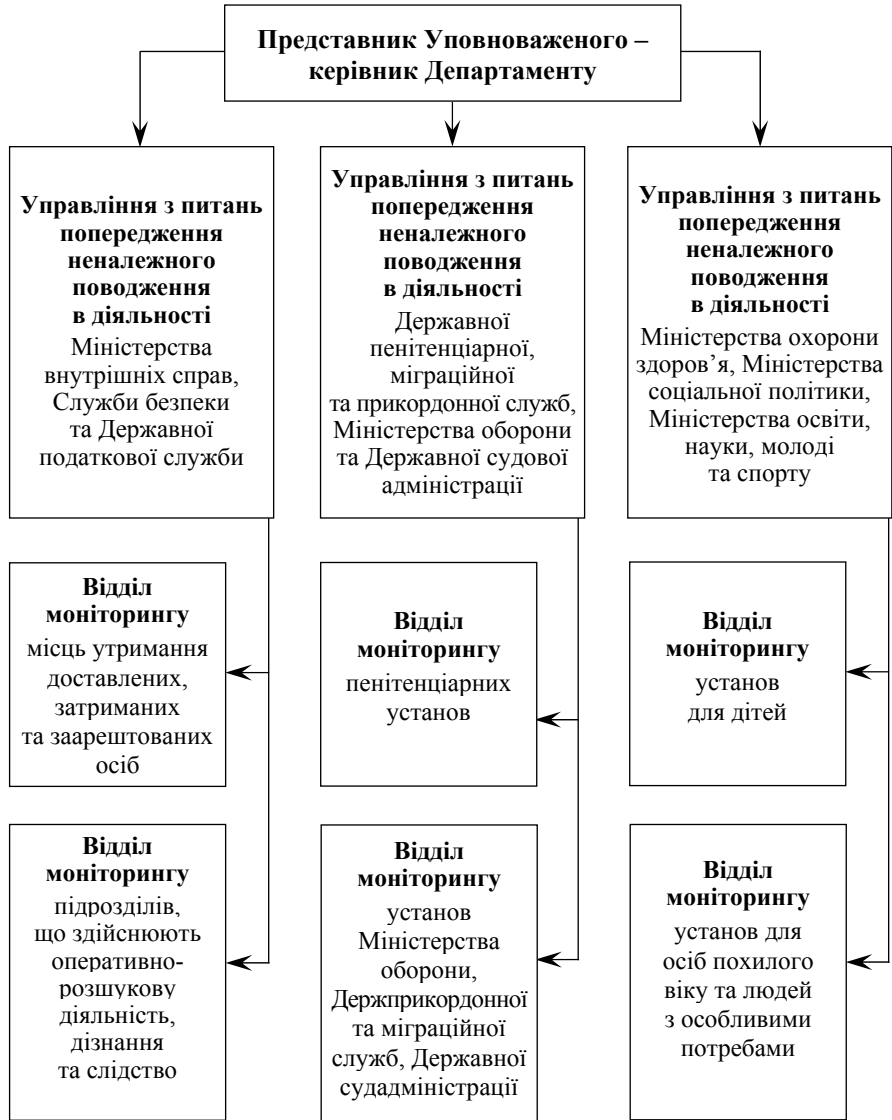 Представник Уповноваженого –
керівник Департаменту
Управління з питань
попередження
неналежного
поводження
в діяльності
Міністерства
внутрішніх справ,
Служби безпеки
та Державної
податкової служби
Управління з питань
попередження
неналежного
поводження
в діяльності
Державної
пенітенціарної,
міграційної
та прикордонної служб,
Міністерства оборони
та Державної судової
адміністрації
Управління з питань
попередження
неналежного
поводження
в діяльності
Міністерства охорони
здоров’я, Міністерства
соціальної політики,
Міністерства освіти,
науки, молоді
та спорту
Відділ
моніторингу
місць утримання
доставлених,
затриманих
та заарештованих
осіб
Відділ
моніторингу
пенітенціарних
установ
Відділ
моніторингу
установ
для дітей
Відділ
моніторингу
підрозділів,
що здійснюють
оперативно-
розшукову
діяльність,
дізнання
та слідство
Відділ
моніторингу
установ
Міністерства
оборони,
Держприкордонної
та міграційної
служб, Державної
судадміністрації
Відділ
моніторингу
установ для
осіб похилого
віку та людей
з особливими
потребами